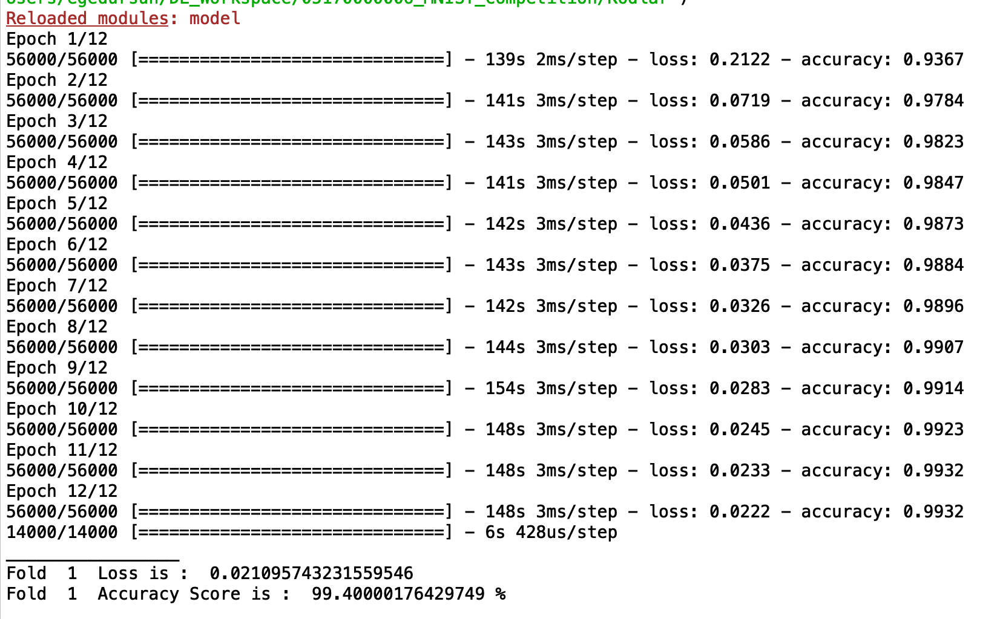 Users/egedursun/DE_Workspace/05170000006_MNIST_Competition/Kodlar')
Reloaded modules: model
Epoch 1/12
56000/56000 [==============================] - 139s 2ms/step - loss: 0.2122 - accuracy: 0.9367
Epoch 2/12
56000/56000 [==============================] - 141s 3ms/step - loss: 0.0719 - accuracy: 0.9784
Epoch 3/12
56000/56000 [==============================] - 143s 3ms/step - loss: 0.0586 - accuracy: 0.9823
Epoch 4/12
56000/56000 [==============================] - 141s 3ms/step - loss: 0.0501 - accuracy: 0.9847
Epoch 5/12
56000/56000 [==============================] - 142s 3ms/step - loss: 0.0436 - accuracy: 0.9873
Epoch 6/12
56000/56000 [==============================] - 143s 3ms/step - loss: 0.0375 - accuracy: 0.9884
Epoch 7/12
56000/56000 [==============================] - 142s 3ms/step - loss: 0.0326 - accuracy: 0.9896
Epoch 8/12
56000/56000 [==============================] - 144s 3ms/step - loss: 0.0303 - accuracy: 0.9907
Epoch 9/12
56000/56000 [==============================] - 154s 3ms/step - loss: 0.0283 - accuracy: 0.9914
Epoch 10/12
56000/56000 [==============================] - 148s 3ms/step - loss: 0.0245 - accuracy: 0.9923
Epoch 11/12
56000/56000 [==============================] - 148s 3ms/step - loss: 0.0233 - accuracy: 0.9932
Epoch 12/12
56000/56000 [==============================] - 148s 3ms/step - loss: 0.0222 - accuracy: 0.9932
14000/14000 [==============================] - 6s 428us/step
_________________
Fold  1  Loss is :  0.021095743231559546
Fold  1  Accuracy Score is :  99.40000176429749 %